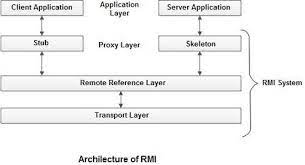 Client Application
Application
Layer
Server Application
Stub
Proxy Layer
Skeleton
Remote Reference Layer
RMI System
Transport Layer
Architecture of RMI